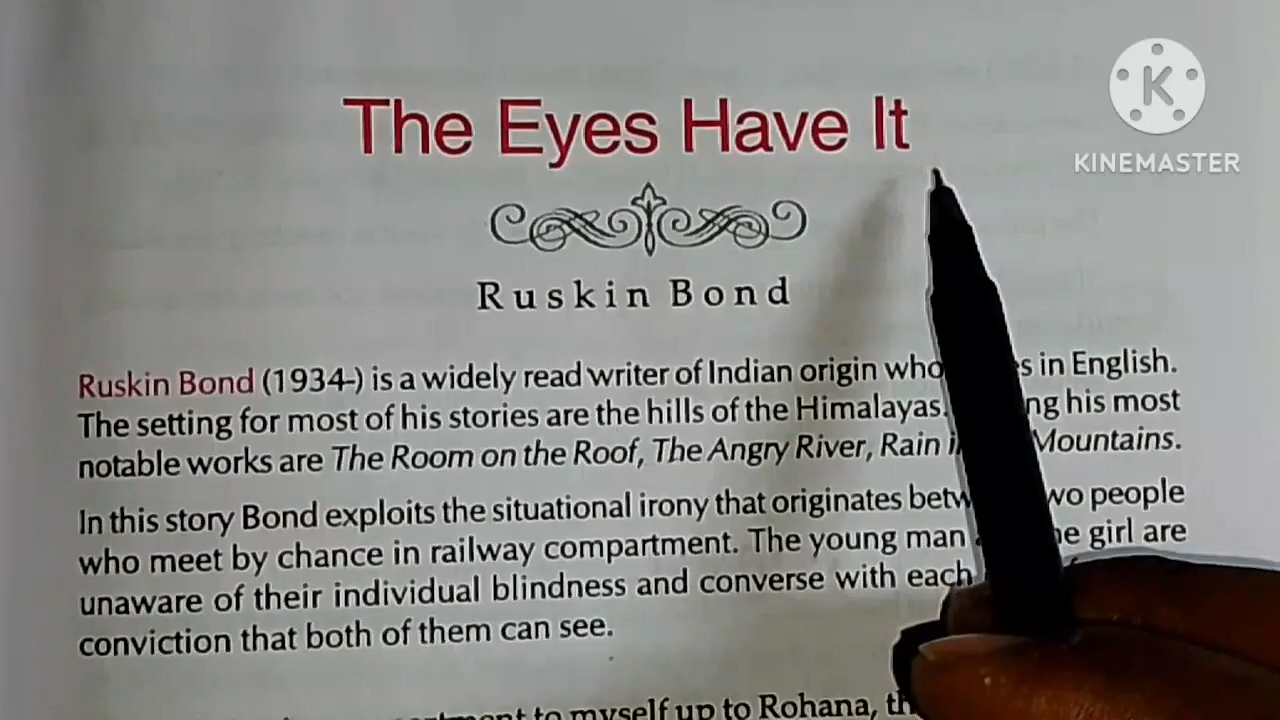 The Eyes Have It
K
KINEMASTER
Ruskin Bond
Ruskin Bond (1934-) is a widely read writer of Indian origin who in English.
The setting for most of his stories are the hills of the Himalayas. his most
notable works are The Room on the Roof, The Angry River, Rain Mountains.
In this story Bond exploits the situational irony that originates people
who meet by chance in railway compartment. The young man girl are
unaware of their individual blindness and converse with each
conviction that both of them can see.
to myself up to Rohana,